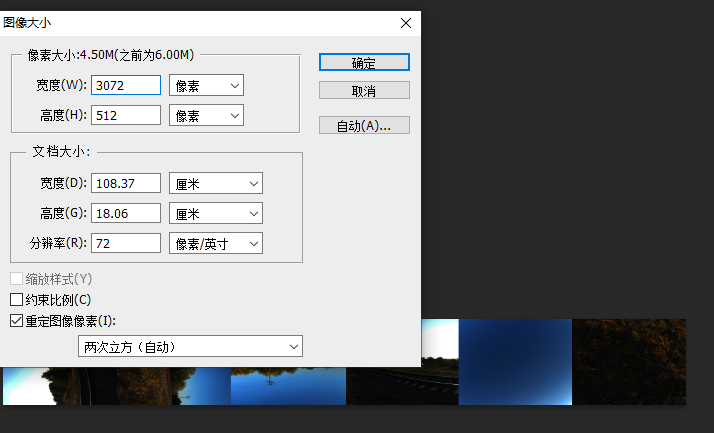 图像大小
像素大小:4.50M(之前为6.00M)
宽度(W): 3072 像素
高度(H): 512 像素
确定
取消
自动(A)...
文档大小:
宽度(D): 108.37 厘米
高度(G): 18.06 厘米
分辨率(R): 72 像素/英寸
缩放样式(Y)
约束比例(C)
重定图像像素(I):
两次立方（自动）